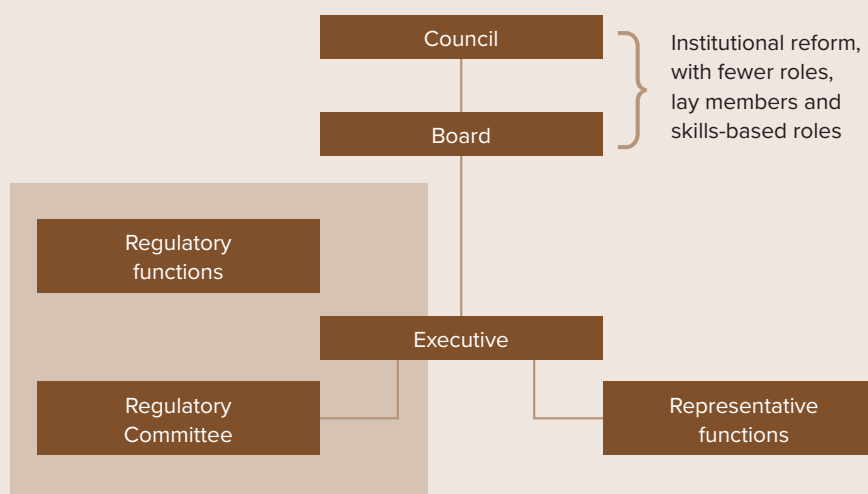 Council
Institutional reform,
with fewer roles,
lay members and
skills-based roles
Board
Regulatory
functions
Executive
Regulatory
Committee
Representative
functions